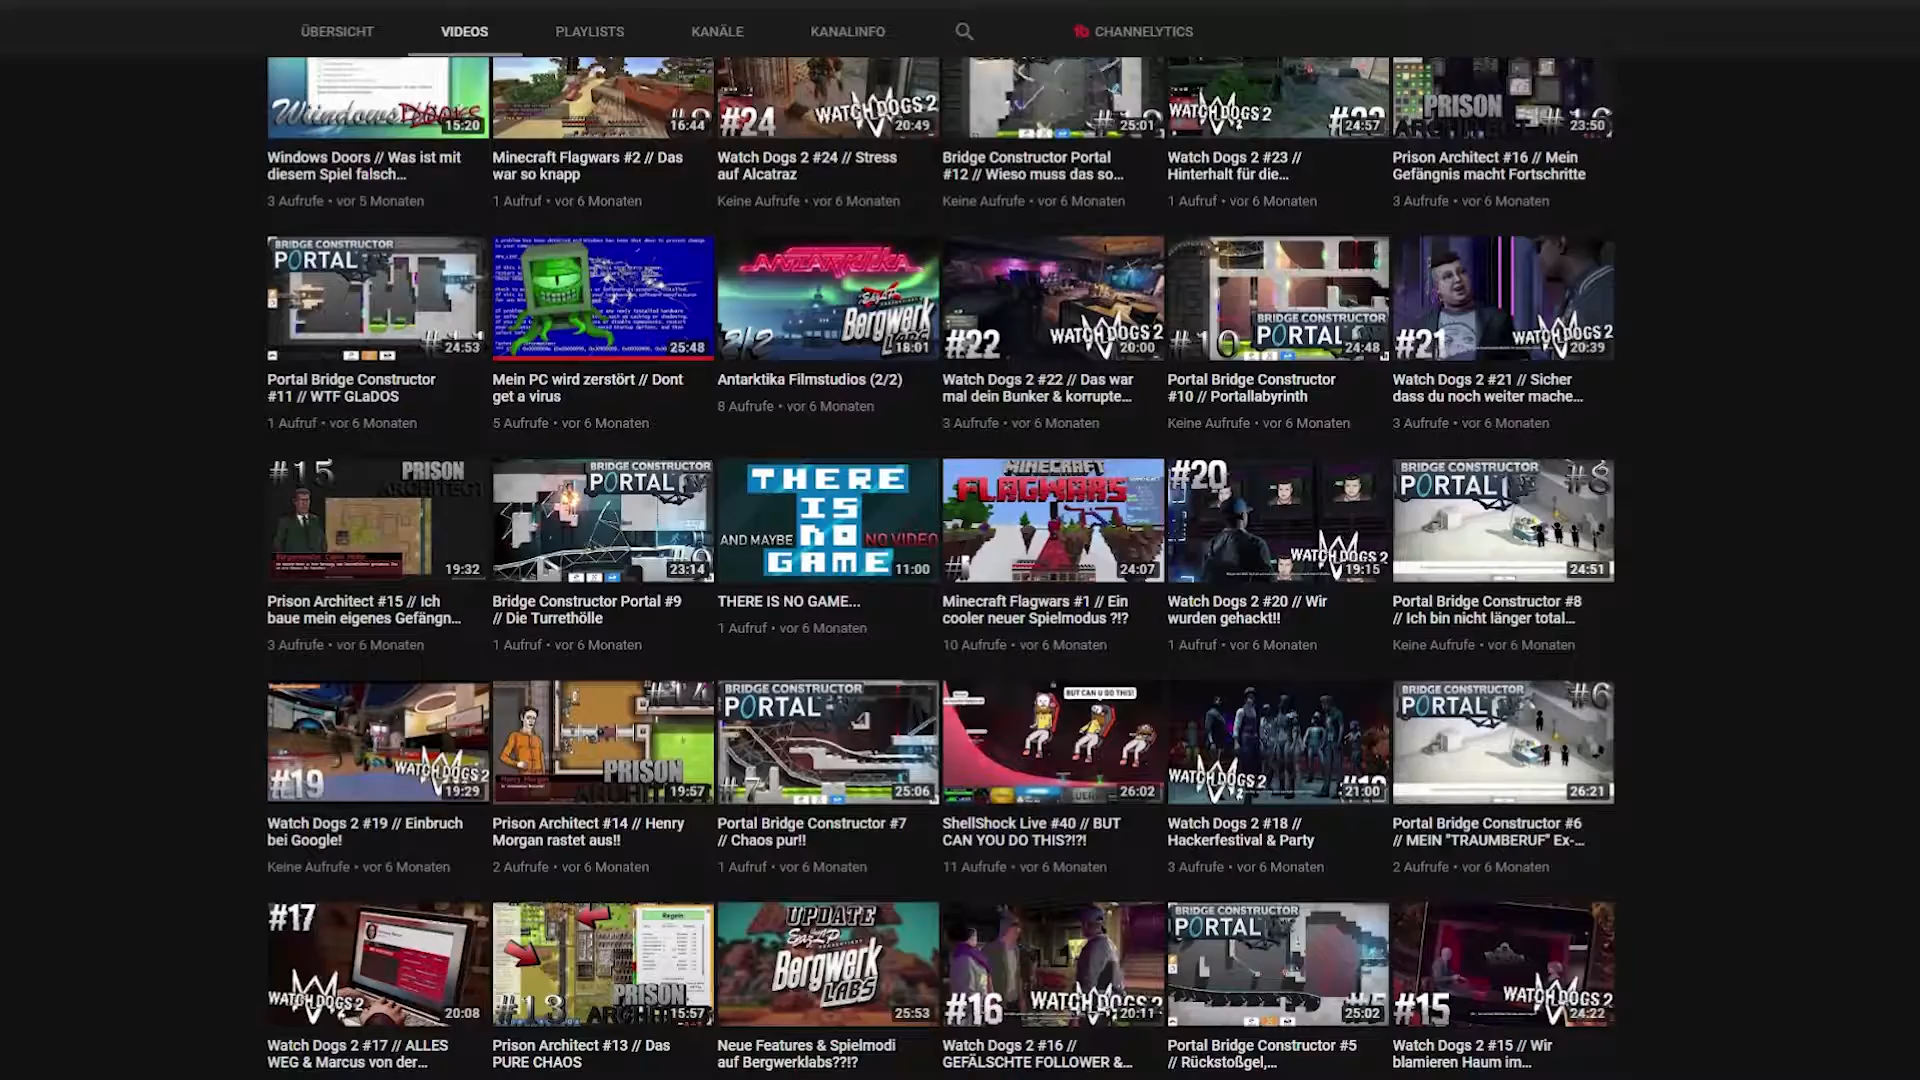 ÜBERSICHT VIDEOS PLAYLISTS KANÄLE KANALINFO CHANNELYTICS
Windows Doors
15:20
16:44
#24 WATCH DOGS 2
20:49
25:01
WATCH DOGS 2
24:57
PRISON
ARCHITECT
23:50
Windows Doors // Was ist mit
diesem Spiel falsch...
3 Aufrufe • vor 5 Monaten
Minecraft Flagwars #2 // Das
war so knapp
1 Aufruf • vor 6 Monaten
Watch Dogs 2 #24 // Stress
auf Alcatraz
Keine Aufrufe • vor 6 Monaten
Bridge Constructor Portal
#12 // Wieso muss das so...
Keine Aufrufe • vor 6 Monaten
Watch Dogs 2 #23 //
Hinterhalt für die...
1 Aufruf • vor 6 Monaten
Prison Architect #16 // Mein
Gefängnis macht Fortschritte
3 Aufrufe • vor 6 Monaten
BRIDGE CONSTRUCTOR
PORTAL
24:53
25:48
ANTARKTIKA
Bergwerk
LABS
18:01
#22 WATCH DOGS 2
20:00
BRIDGE CONSTRUCTOR
#10 PORTAL
24:48
#21 WATCH DOGS 2
20:39
Portal Bridge Constructor
#11 // WTF GLaDOS
1 Aufruf • vor 6 Monaten
Mein PC wird zerstört // Dont
get a virus
5 Aufrufe • vor 6 Monaten
Antarktika Filmstudios (2/2)
8 Aufrufe • vor 6 Monaten
Watch Dogs 2 #22 // Das war
mal dein Bunker & korrupte...
3 Aufrufe • vor 6 Monaten
Portal Bridge Constructor
#10 // Portallabyrinth
Keine Aufrufe • vor 6 Monaten
Watch Dogs 2 #21 // Sicher
dass du noch weiter mache...
3 Aufrufe • vor 6 Monaten
#15 PRISON
ARCHITECT
19:32
BRIDGE CONSTRUCTOR
PORTAL
23:14
THERE
IS
AND MAYBE NO NO VIDEO
GAME
11:00
MINECRAFT
FLAGWARS
24:07
#20
WATCH DOGS 2
19:15
BRIDGE CONSTRUCTOR
PORTAL #8
24:51
Prison Architect #15 // Ich
baue mein eigenes Gefängn...
3 Aufrufe • vor 6 Monaten
Bridge Constructor Portal #9
// Die Turrethölle
1 Aufruf • vor 6 Monaten
THERE IS NO GAME...
1 Aufruf • vor 6 Monaten
Minecraft Flagwars #1 // Ein
cooler neuer Spielmodus ?!?
10 Aufrufe • vor 6 Monaten
Watch Dogs 2 #20 // Wir
wurden gehackt!!
1 Aufruf • vor 6 Monaten
Portal Bridge Constructor #8
// Ich bin nicht länger total...
Keine Aufrufe • vor 6 Monaten
#19 WATCH DOGS 2
19:29
#14
PRISON
ARCHITECT
19:57
BRIDGE CONSTRUCTOR
PORTAL
#7
25:06
BUT CAN U DO THIS?
26:02
WATCH DOGS 2
21:00
BRIDGE CONSTRUCTOR
PORTAL #6
26:21
Watch Dogs 2 #19 // Einbruch
bei Google!
Keine Aufrufe • vor 6 Monaten
Prison Architect #14 // Henry
Morgan rastet aus!!
2 Aufrufe • vor 6 Monaten
Portal Bridge Constructor #7
// Chaos pur!!
1 Aufruf • vor 6 Monaten
ShellShock Live #40 // BUT
CAN YOU DO THIS?!?!
11 Aufrufe • vor 6 Monaten
Watch Dogs 2 #18 //
Hackerfestival & Party
3 Aufrufe • vor 6 Monaten
Portal Bridge Constructor #6
// MEIN "TRAUMBERUF" Ex-...
2 Aufrufe • vor 6 Monaten
#17
WATCH DOGS 2
20:08
Regeln
#13 PRISON
ARCHITECT
15:57
UPDATE
Bergwerk
LABS
25:53
#16 WATCH DOGS 2
20:11
BRIDGE CONSTRUCTOR
PORTAL
#5
25:02
#15 WATCH DOGS 2
24:22
Watch Dogs 2 #17 // ALLES
WEG & Marcus von der...
Prison Architect #13 // Das
PURE CHAOS
Neue Features & Spielmodi
auf Bergwerklabs??!?
Watch Dogs 2 #16 //
GEFÄLSCHTE FOLLOWER &...
Portal Bridge Constructor #5
// Rückstoßgel,...
Watch Dogs 2 #15 // Wir
blamieren Haum im...